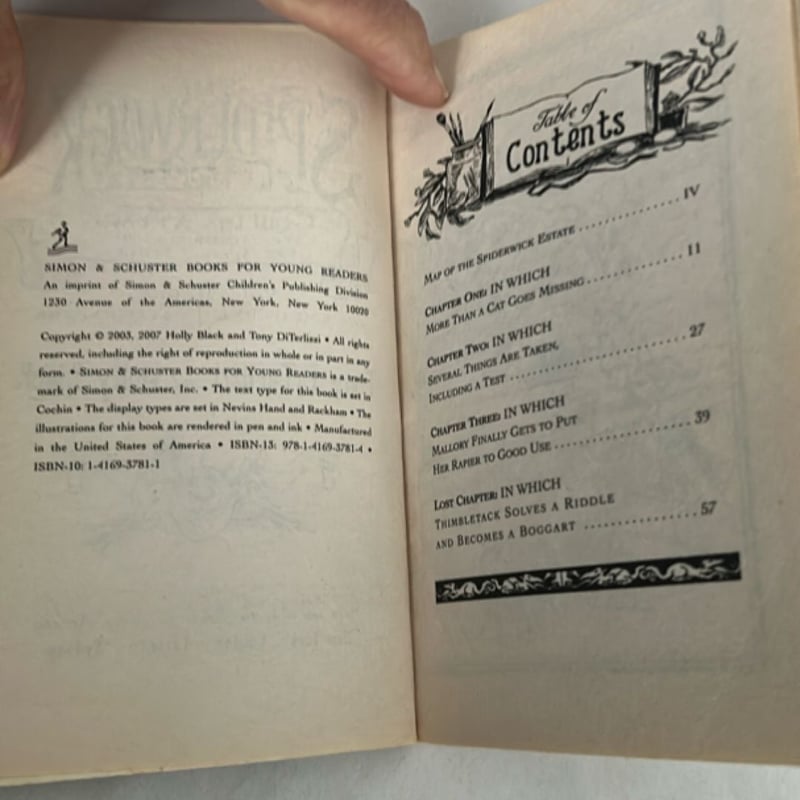 SIMON & SCHUSTER BOOKS FOR YOUNG READERS
An imprint of Simon & Schuster Children's Publishing Division
1230 Avenue of the Americas, New York, New York 10020
Copyright © 2003, 2007 Holly Black and Tony DiTerlizzi • All rights
reserved, including the right of reproduction in whole or in part in any
form. • SIMON & SCHUSTER BOOKS FOR YOUNG READERS is a trade-
mark of Simon & Schuster, Inc. • The text type for this book is set in
Cochin • The display types are set in Nevins Hand and Rackham • The
illustrations for this book are rendered in pen and ink • Manufactured
in the United States of America • ISBN-13: 978-1-4169-3781-4 •
ISBN-10: 1-4169-3781-1
Table of
Contents
MAP OF THE SPIDERWICK ESTATE .................. IV
CHAPTER ONE: IN WHICH
MORE THAN A CAT GOES MISSING ................ 11
CHAPTER TWO: IN WHICH
SEVERAL THINGS ARE TAKEN,
INCLUDING A TEST ............................ 27
CHAPTER THREE: IN WHICH
MALLORY FINALLY GETS TO PUT
HER RAPIER TO GOOD USE ...................... 39
LOST CHAPTER: IN WHICH
THIMBLETACK SOLVES A RIDDLE
AND BECOMES A BOGGART ...................... 57